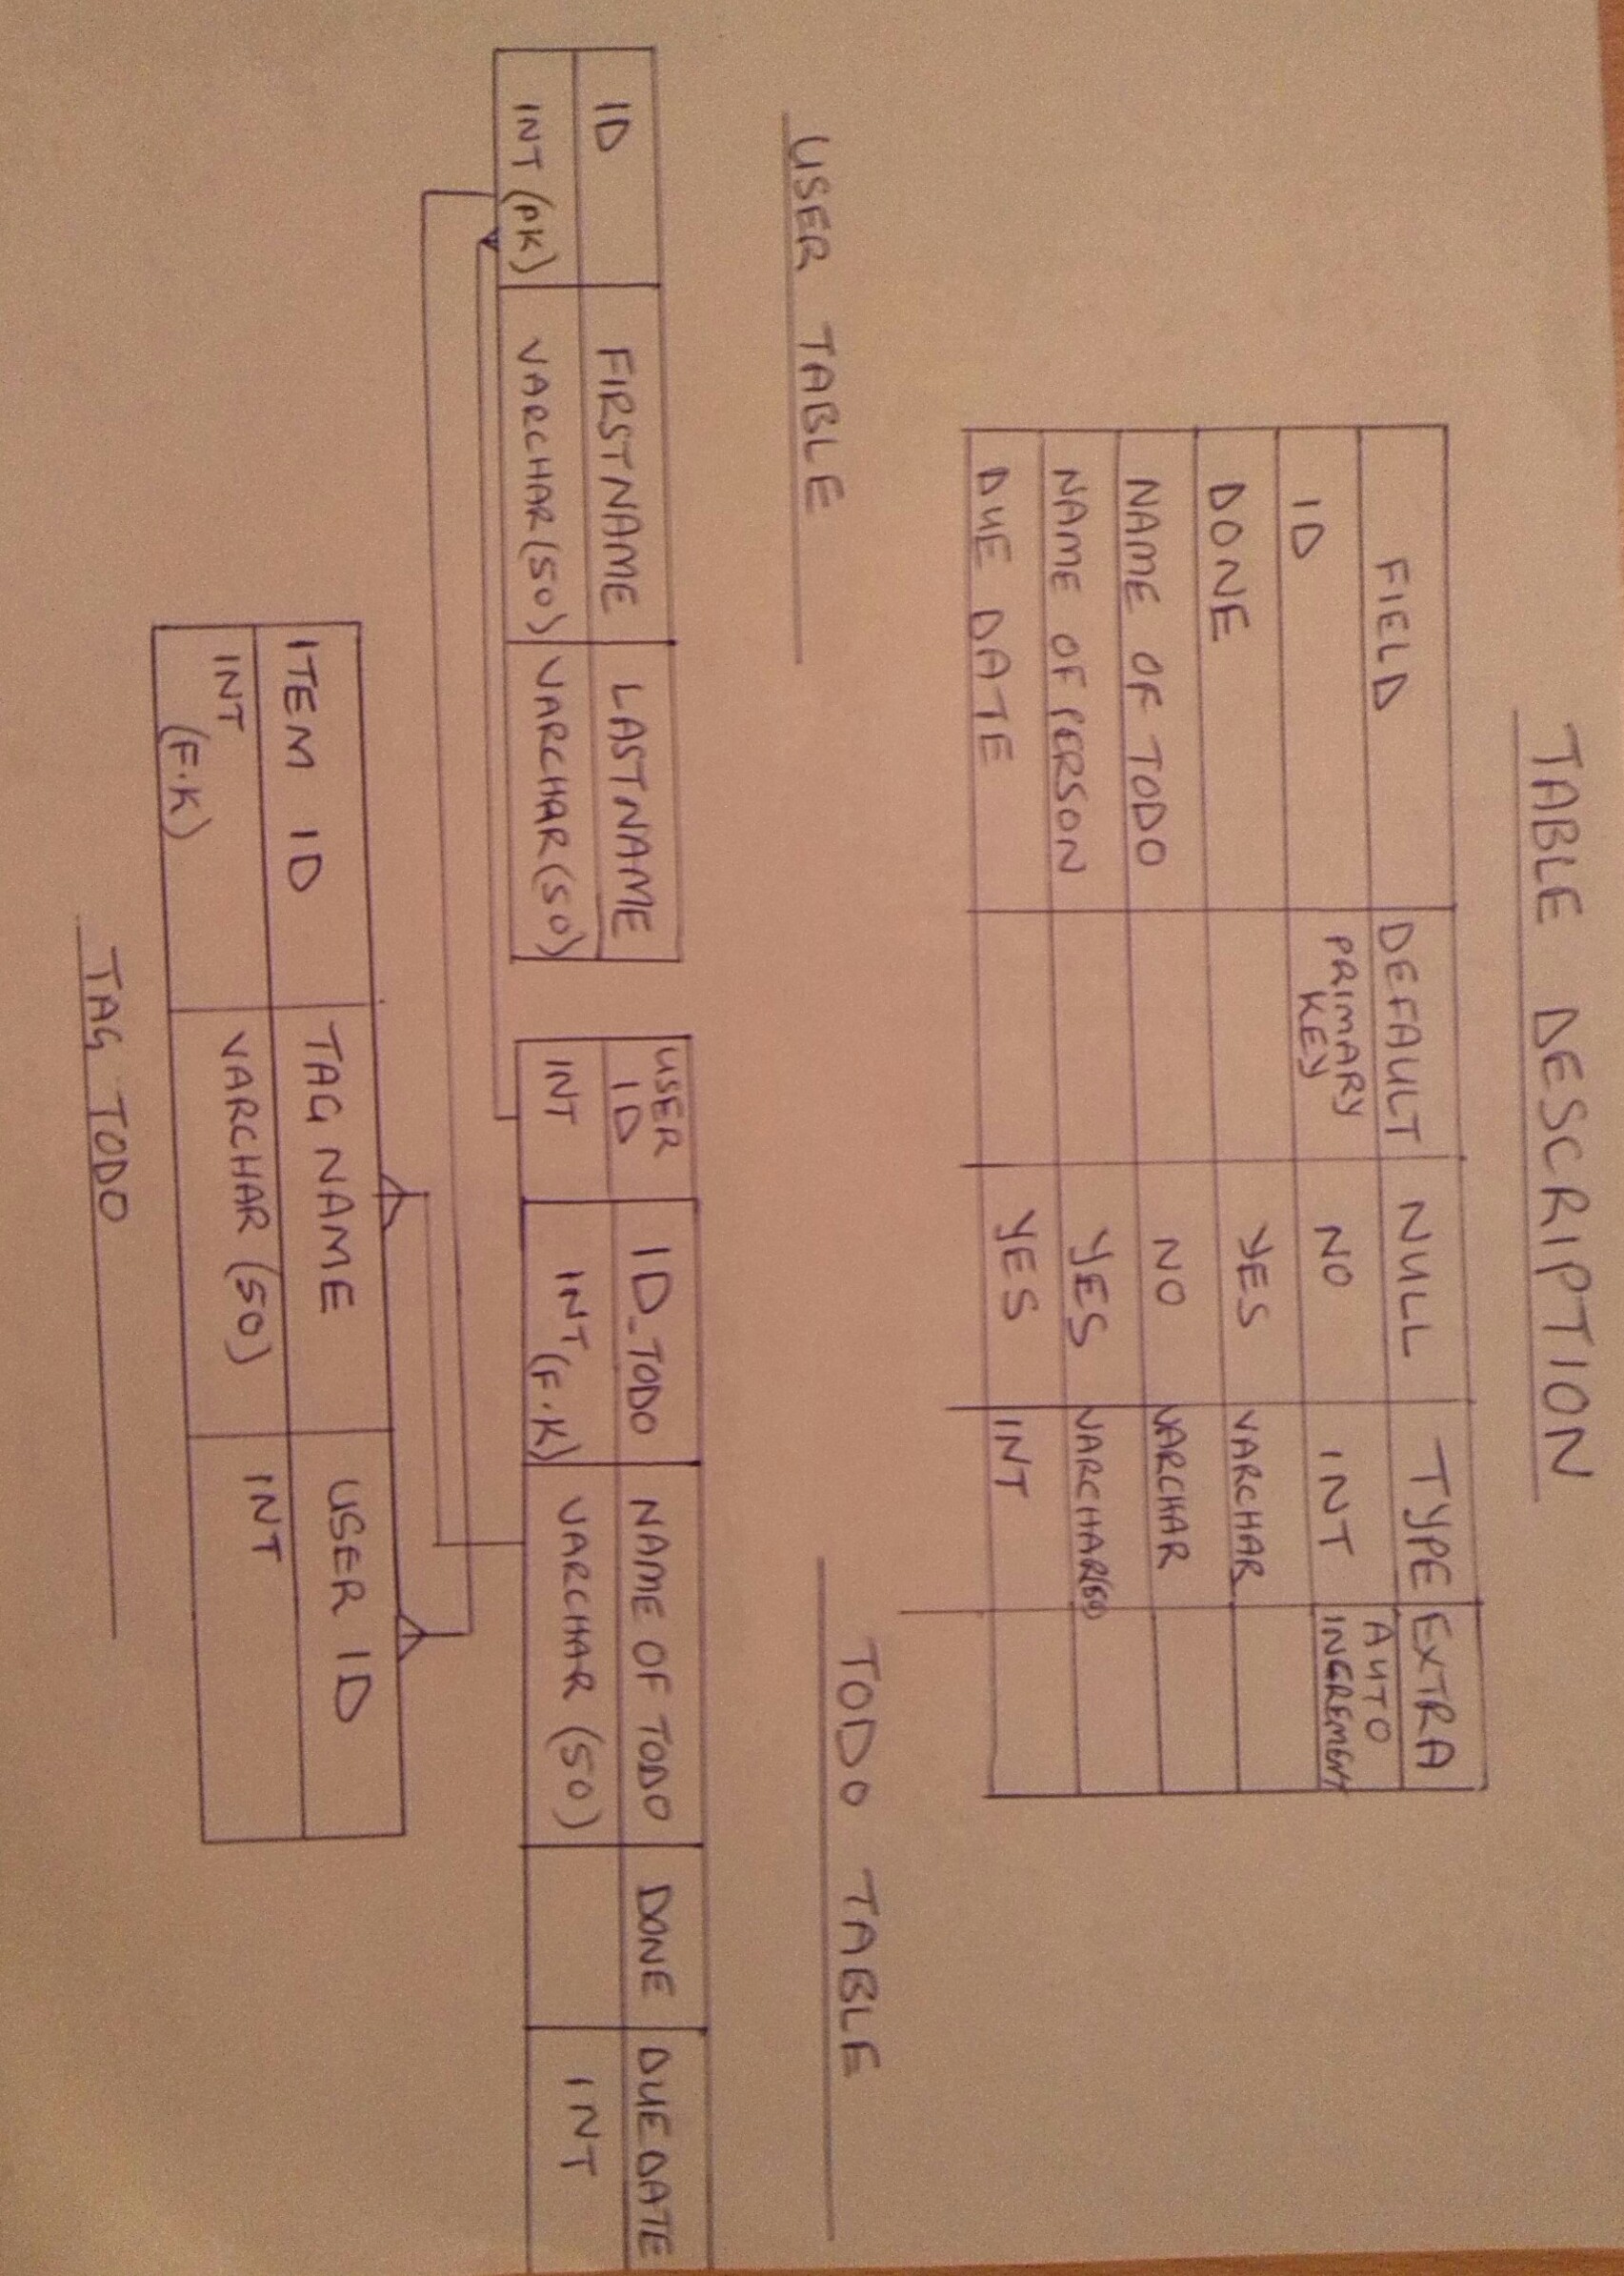 TABLE DESCRIPTION
FIELD DEFAULT NULL TYPE EXTRA
ID PRIMARY KEY NO INT AUTO INCREMENT
DONE YES VARCHAR
NAME OF TODO NO VARCHAR
NAME OF PERSON YES VARCHAR
DUE DATE YES INT
USER TABLE
TODO TABLE
ID FIRSTNAME LASTNAME
INT (PK) VARCHAR(50) VARCHAR(50)
USER ID ID_TODO NAME OF TODO DONE DUE DATE
INT INT (F.K) VARCHAR (50) INT
ITEM ID TAG NAME USER ID
INT (F.K) VARCHAR (50) INT
TAG TODO